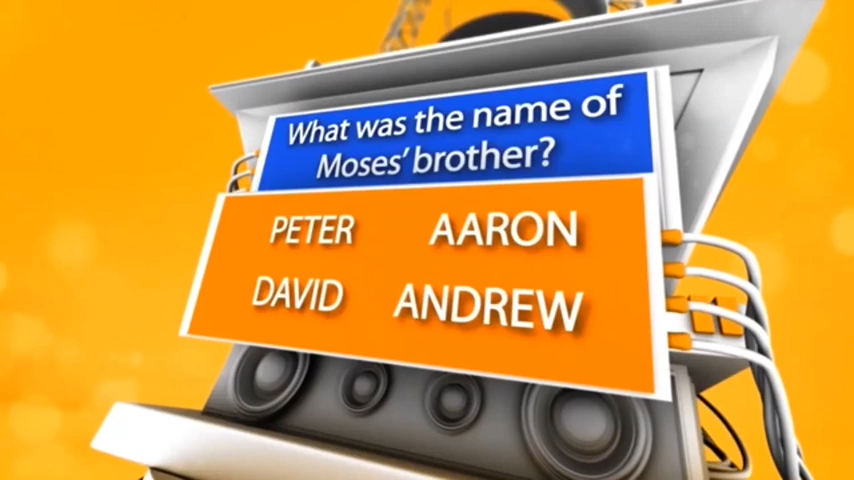 What was the name of
Moses' brother?
PETER AARON
DAVID ANDREW